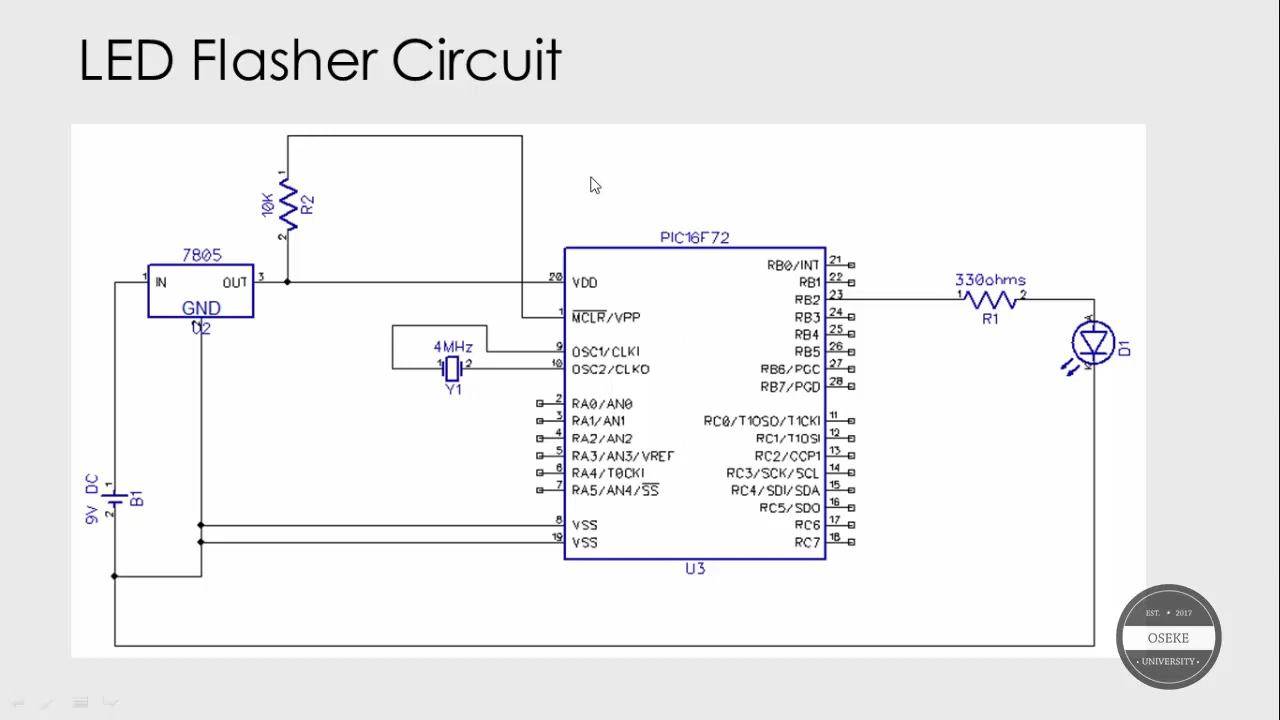 LED Flasher Circuit
10K
R2
1
2
7805
1 IN OUT 3
GND
2
U2
9V DC
B1
1
2
4MHz
1 2
Y1
PIC16F72
20 VDD
1 MCLR/VPP
9 OSC1/CLKI
10 OSC2/CLKO
2 RA0/AN0
3 RA1/AN1
4 RA2/AN2
5 RA3/AN3/VREF
6 RA4/T0CKI
7 RA5/AN4/SS
8 VSS
19 VSS
RB0/INT 21
RB1 22
RB2 23
RB3 24
RB4 25
RB5 26
RB6/PGC 27
RB7/PGD 28
RC0/T1OSO/T1CKI 11
RC1/T1OSI 12
RC2/CCP1 13
RC3/SCK/SCL 14
RC4/SDI/SDA 15
RC5/SDO 16
RC6 17
RC7 18
U3
330ohms
1 2
R1
A
K
D1
EST. * 2017
OSEKE
• UNIVERSITY •